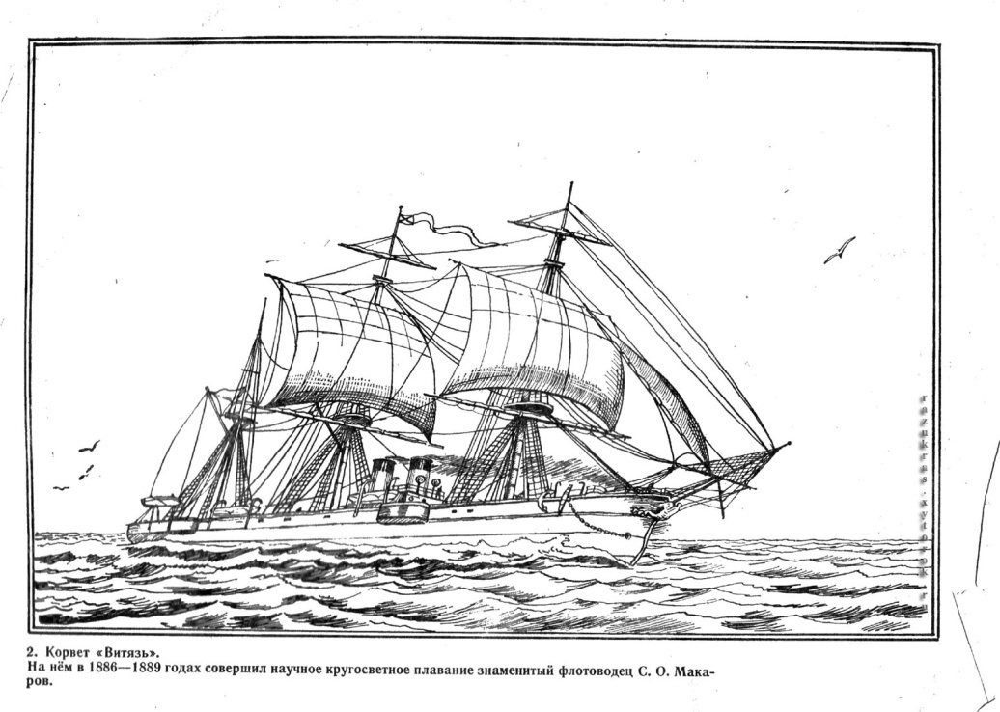 2. Корвет «Витязь».
На нём в 1886—1889 годах совершил научное кругосветное плавание знаменитый флотоводец С. О. Мака-
ров.